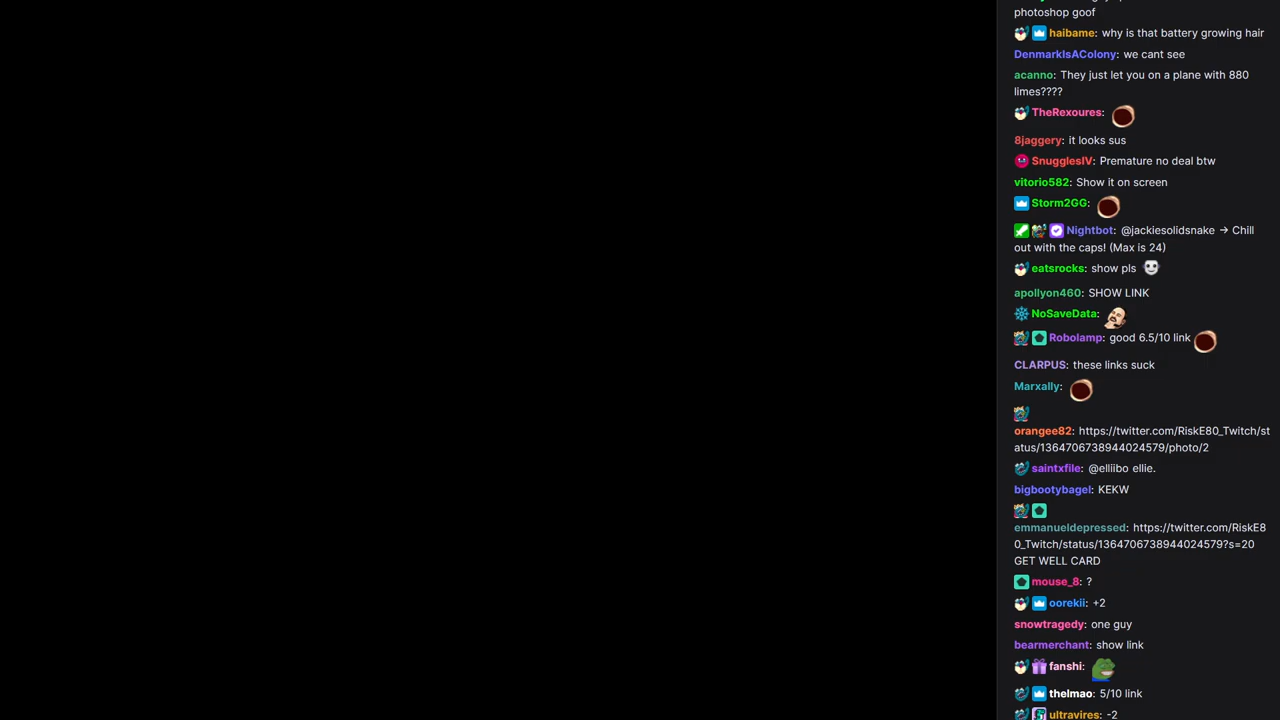 photoshop goof
haibame: why is that battery growing hair
DenmarkIsAColony: we cant see
acanno: They just let you on a plane with 880
limes????
TheRexoures:
8jaggery: it looks sus
SnugglesIV: Premature no deal btw
vitorio582: Show it on screen
Storm2GG:
Nightbot: @jackiesolidsnake → Chill
out with the caps! (Max is 24)
eatsrocks: show pls
apollyon460: SHOW LINK
NoSaveData:
Robolamp: good 6.5/10 link
CLARPUS: these links suck
Marxally:
orangee82: https://twitter.com/RiskE80_Twitch/st
atus/1364706738944024579/photo/2
saintxfile: @elliibo ellie.
bigbootybagel: KEKW
emmanueldepressed: https://twitter.com/RiskE8
0_Twitch/status/1364706738944024579?s=20
GET WELL CARD
mouse_8: ?
oorekii: +2
snowtragedy: one guy
bearmerchant: show link
fanshi:
thelmao: 5/10 link
ultravires: -2